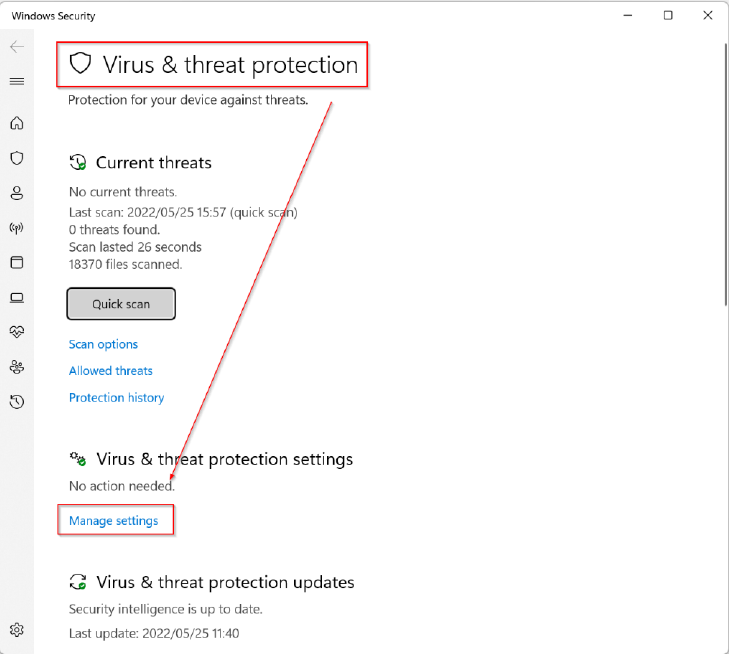 Windows Security
Virus & threat protection
Protection for your device against threats.
Current threats
No current threats.
Last scan: 2022/05/25 15:57 (quick scan)
0 threats found.
Scan lasted 26 seconds
18370 files scanned.
Quick scan
Scan options
Allowed threats
Protection history
Virus & threat protection settings
No action needed.
Manage settings
Virus & threat protection updates
Security intelligence is up to date.
Last update: 2022/05/25 11:40